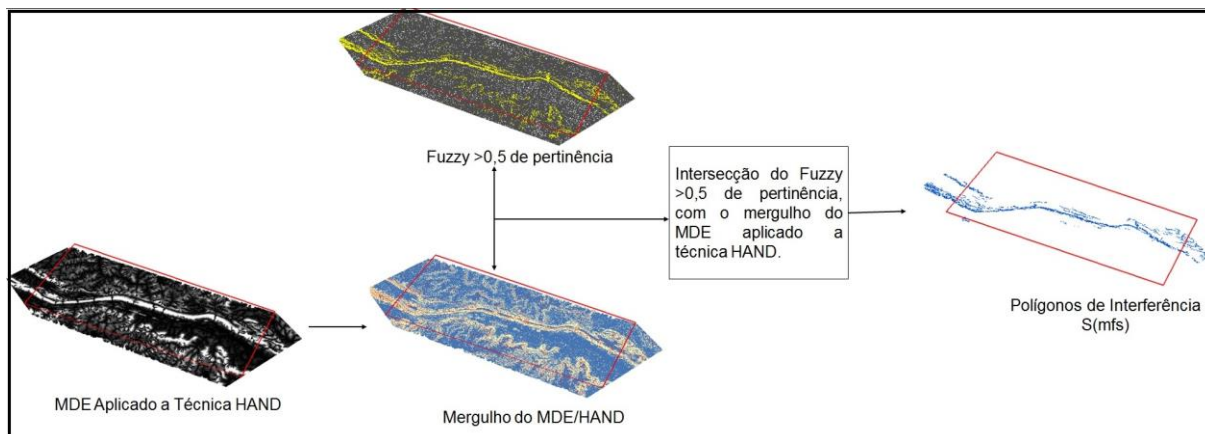 Fuzzy >0,5 de pertinência
Intersecção do Fuzzy
>0,5 de pertinência,
com o mergulho do
MDE aplicado a
técnica HAND.
Polígonos de Interferência
S(mfs)
MDE Aplicado a Técnica HAND
Mergulho do MDE/HAND